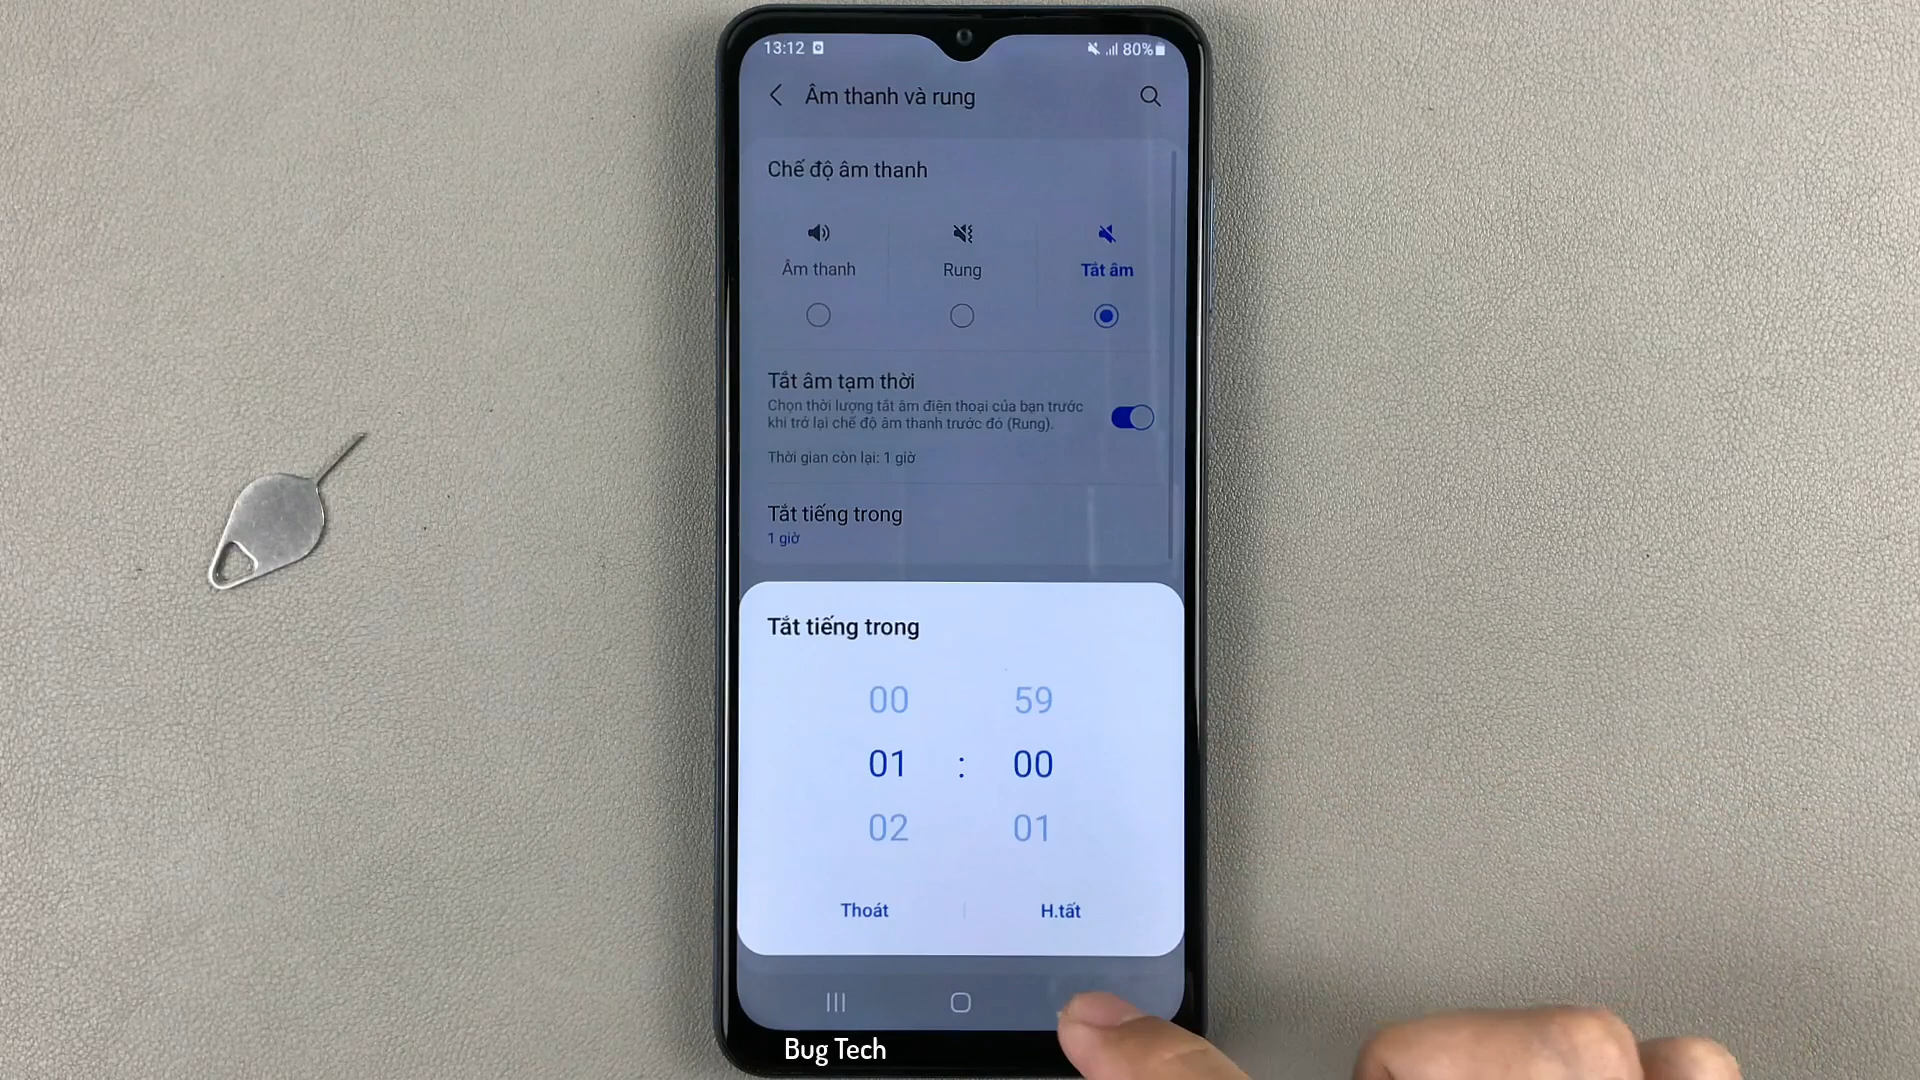 13:12 80%
Âm thanh và rung
Chế độ âm thanh
Âm thanh Rung Tắt âm
Tắt âm tạm thời
Chọn thời lượng tắt âm điện thoại của bạn trước
khi trở lại chế độ âm thanh trước đó (Rung).
Thời gian còn lại: 1 giờ
Tắt tiếng trong
1 giờ
Tắt tiếng trong
00 59
01 : 00
02 01
Thoát H.tất
Bug Tech